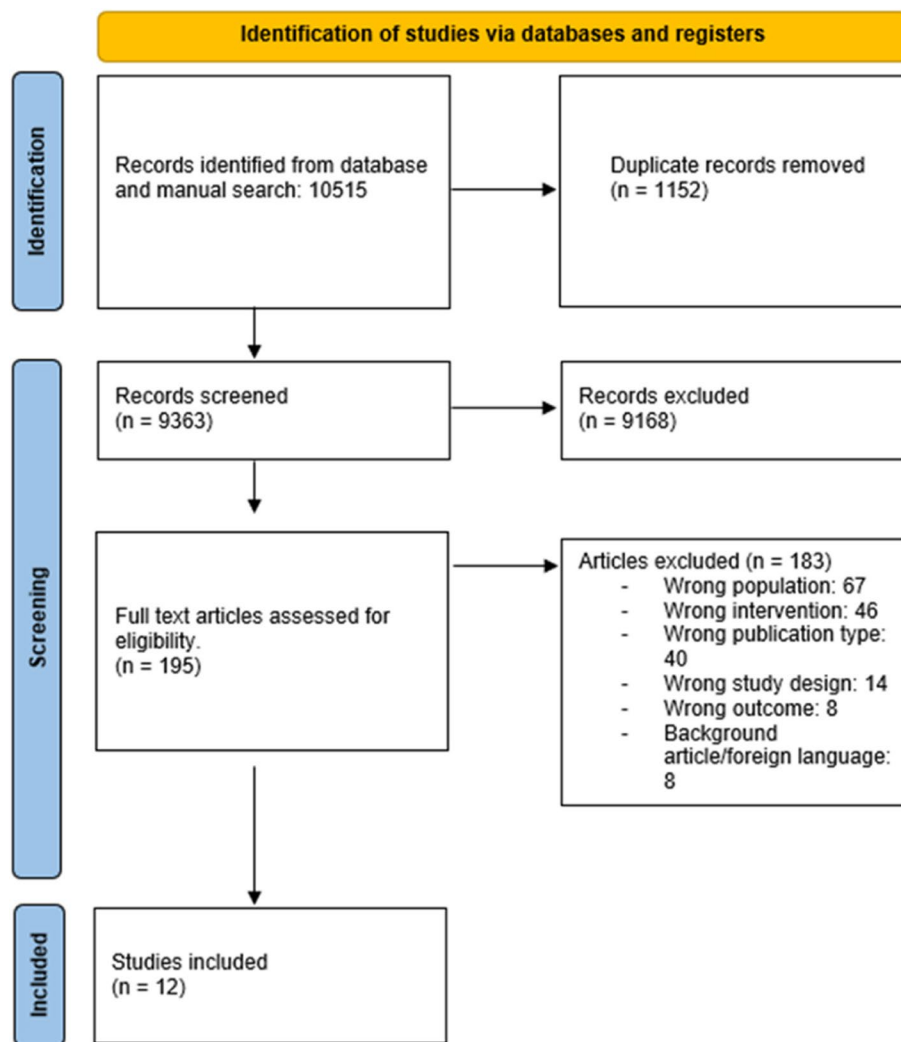 Identification of studies via databases and registers
Identification
Records identified from database
and manual search: 10515
Duplicate records removed
(n = 1152)
Screening
Records screened
(n = 9363)
Records excluded
(n = 9168)
Full text articles assessed for
eligibility.
(n = 195)
Articles excluded (n = 183)
- Wrong population: 67
- Wrong intervention: 46
- Wrong publication type:
40
- Wrong study design: 14
- Wrong outcome: 8
- Background
article/foreign language:
8
Included
Studies included
(n = 12)